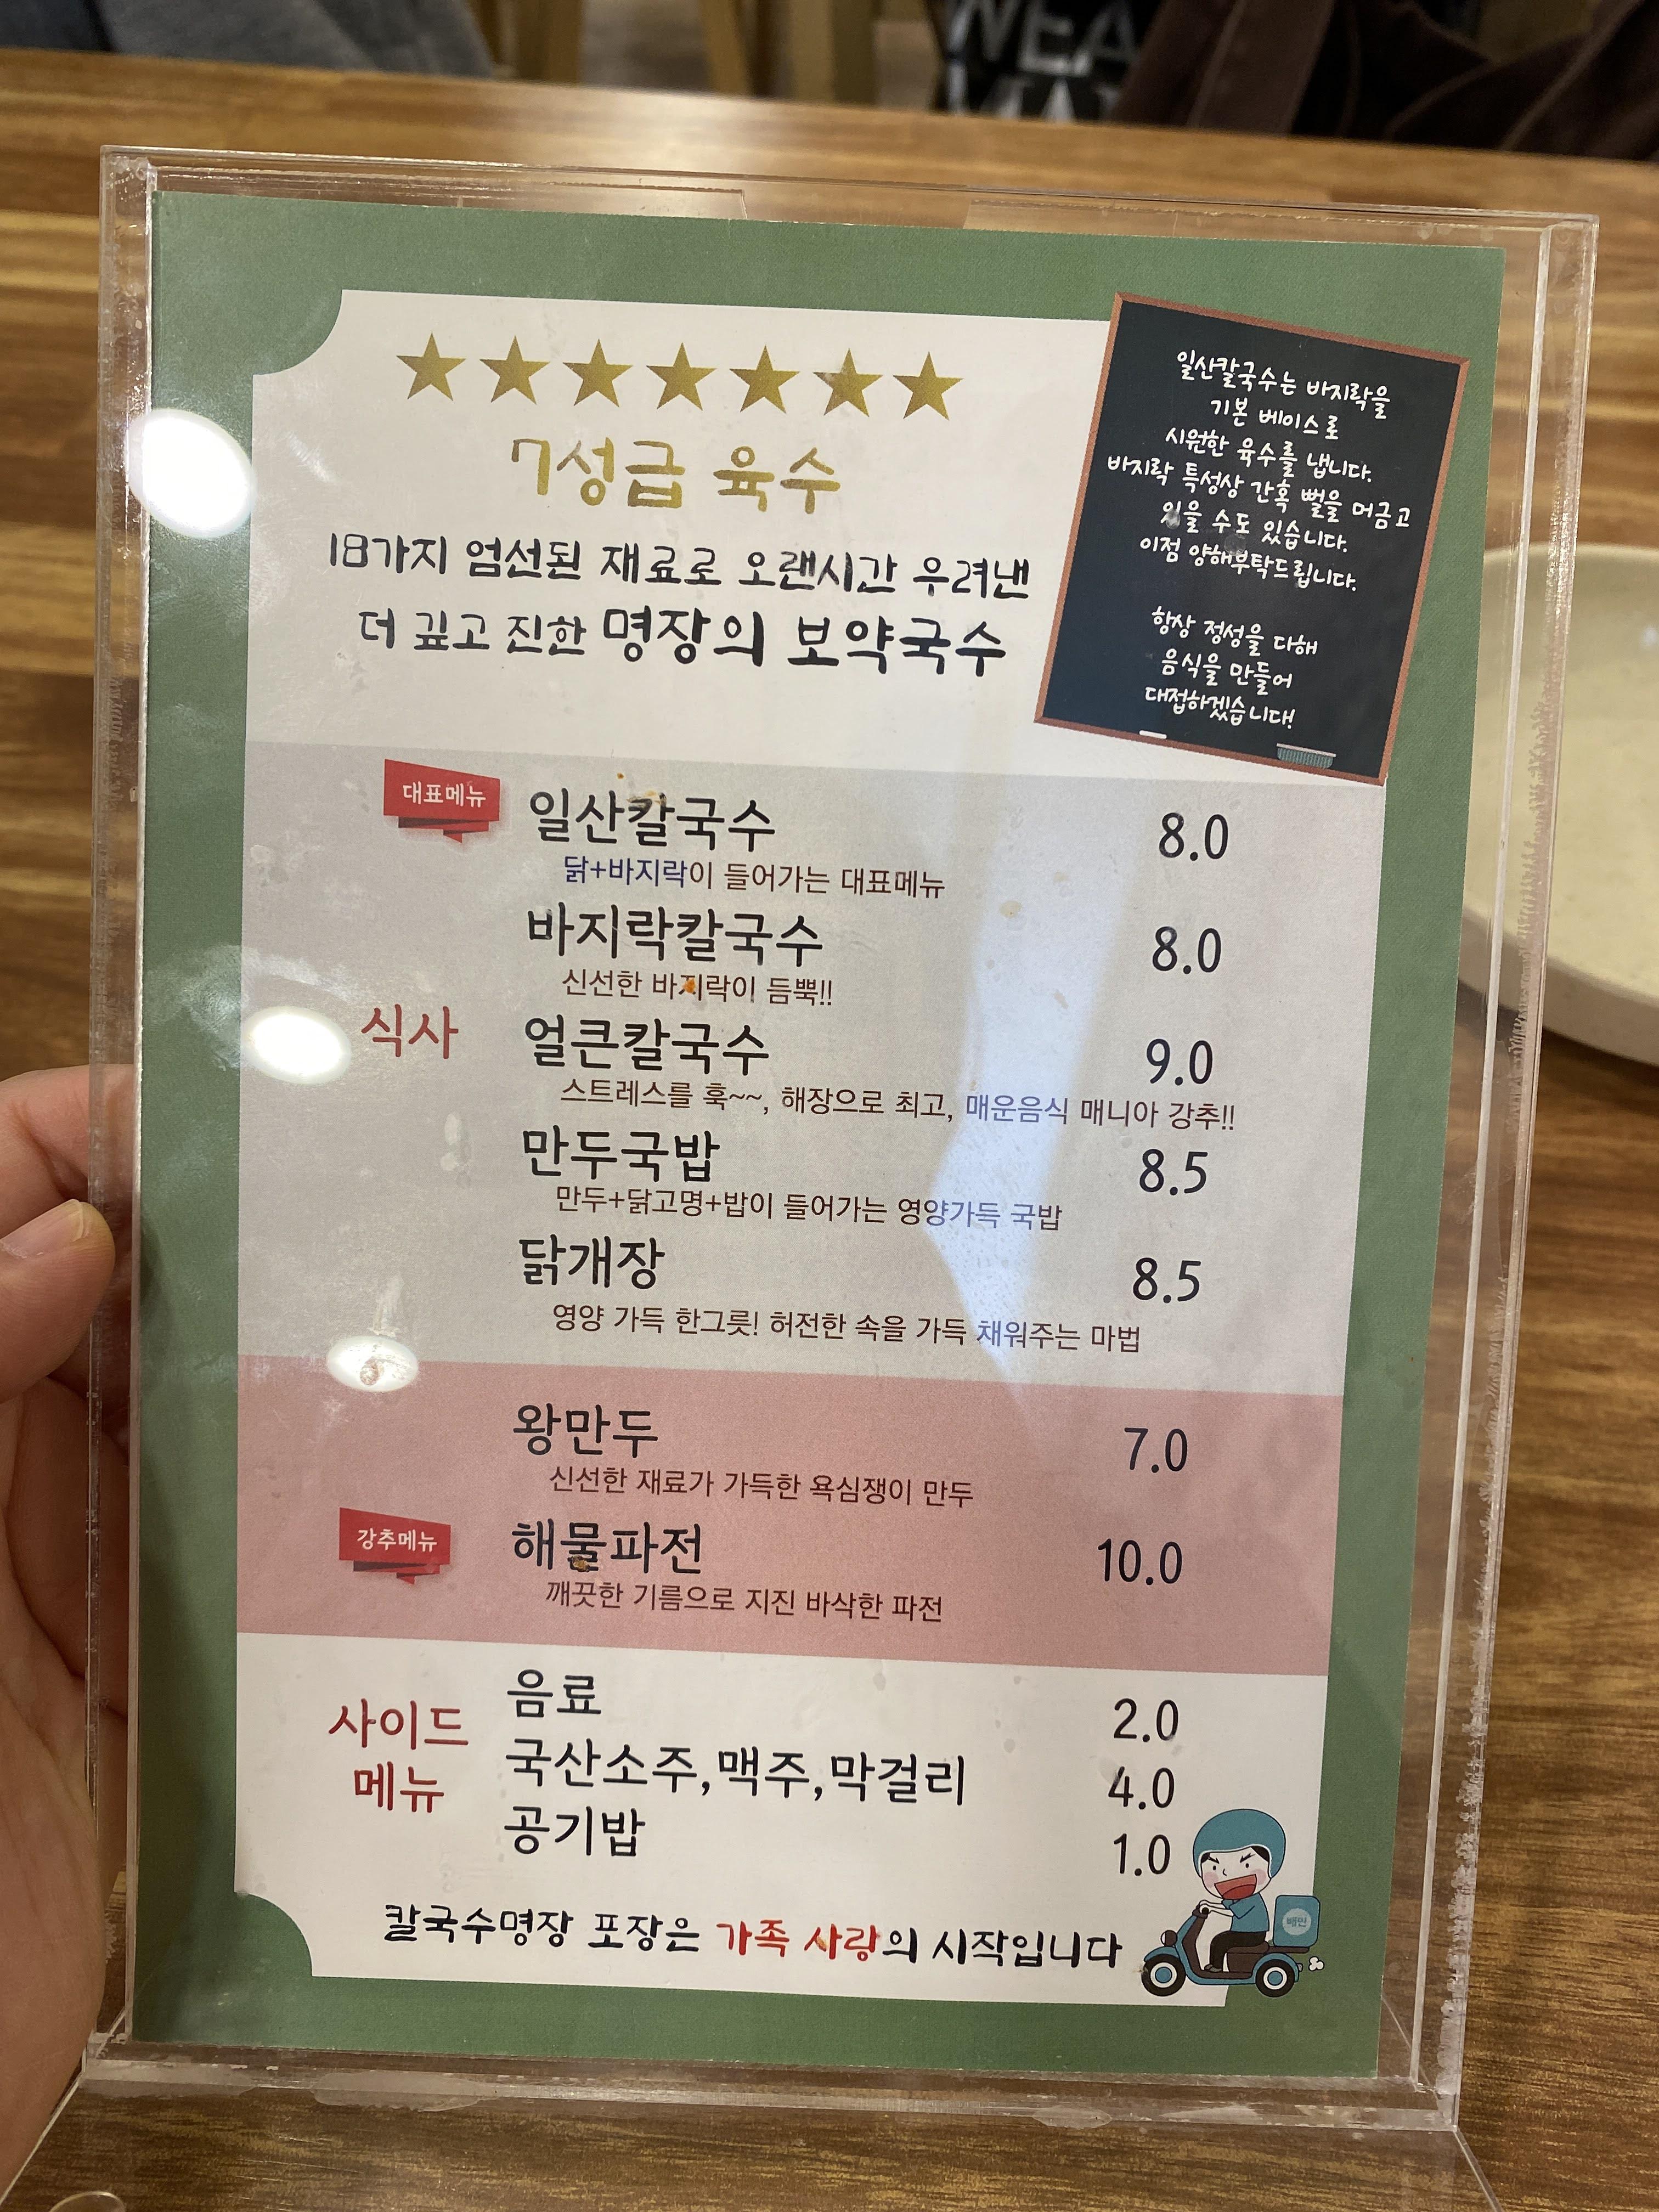 WEA
7성급 육수
18가지 엄선된 재료로 오랜시간 우려낸
더 깊고 진한 명장의 보약국수
일산칼국수는 바지락을
기본 베이스로
시원한 육수를 냅니다.
바지락 특성상 간혹 뻘을 머금고
있을 수도 있습니다.
이점 양해부탁드립니다.
항상 정성을 다해
음식을 만들어
대접하겠습니다!
대표메뉴
일산칼국수 8.0
닭+바지락이 들어가는 대표메뉴
바지락칼국수 8.0
신선한 바지락이 듬뿍!!
식사
얼큰칼국수 9.0
스트레스를 훅~~, 해장으로 최고, 매운음식 매니아 강추!!
만두국밥 8.5
만두+닭고명+밥이 들어가는 영양가득 국밥
닭개장 8.5
영양 가득 한그릇! 허전한 속을 가득 채워주는 마법
왕만두 7.0
신선한 재료가 가득한 욕심쟁이 만두
강추메뉴
해물파전 10.0
깨끗한 기름으로 지진 바삭한 파전
사이드
메뉴
음료 2.0
국산소주,맥주,막걸리 4.0
공기밥 1.0
칼국수명장 포장은 가족 사랑의 시작입니다
배민